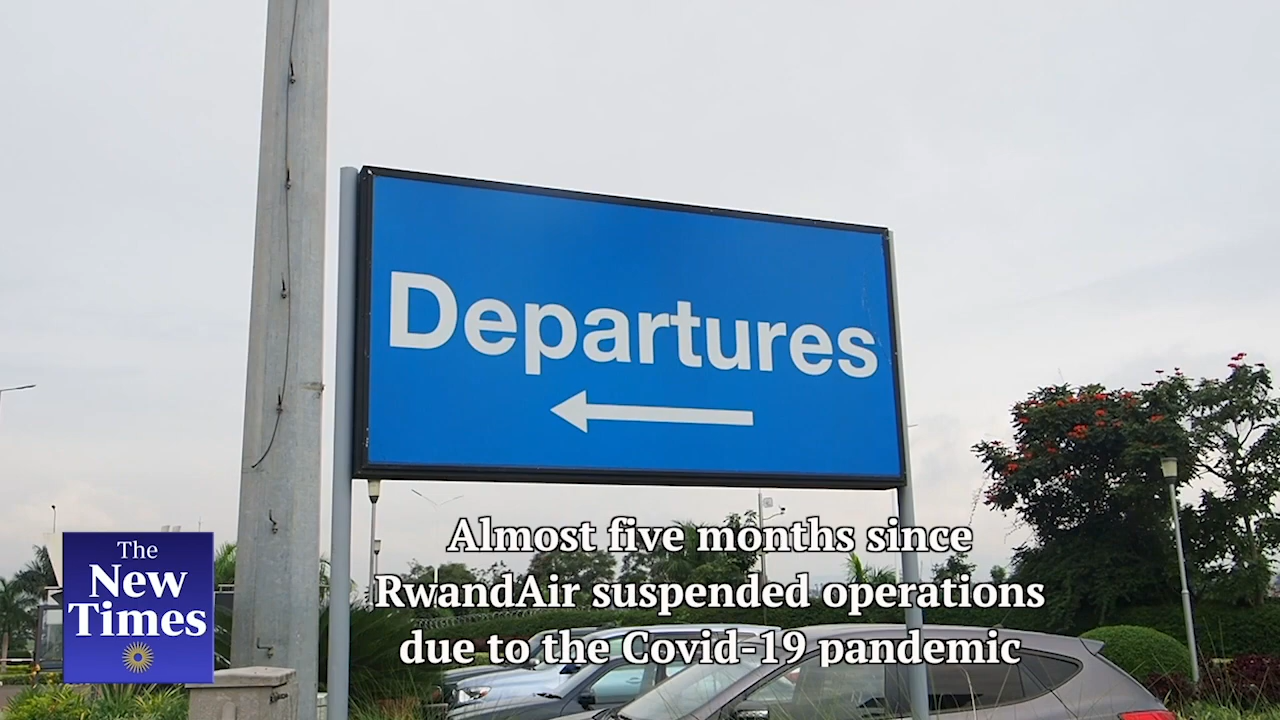 Departures
Almost five months since
RwandAir suspended operations
due to the Covid-19 pandemic
The
New
Times